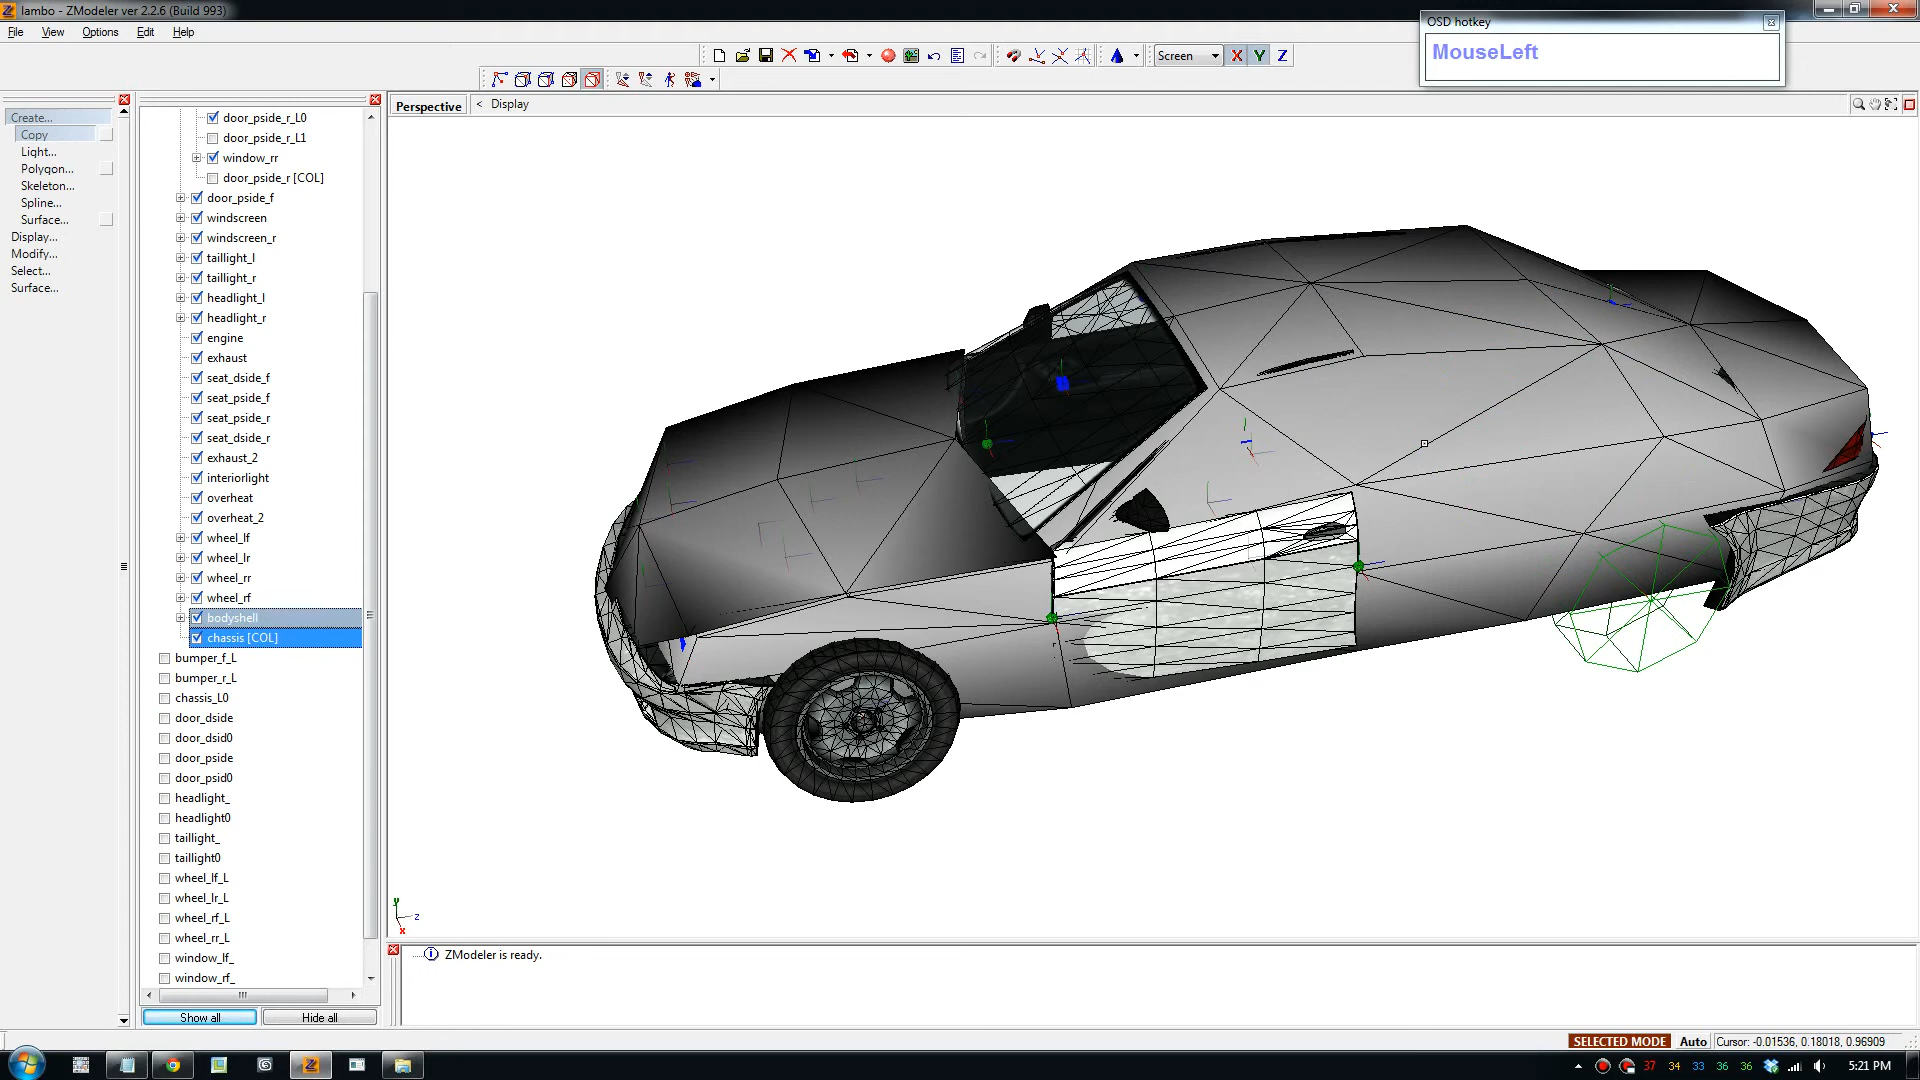 lambo - ZModeler ver 2.2.6 (Build 993)
File View Options Edit Help
OSD hotkey
MouseLeft
Screen X Y Z
Create...
Copy
Light...
Polygon...
Skeleton...
Spline...
Surface...
Display...
Modify...
Select...
Surface...
door_pside_r_L0
door_pside_r_L1
window_rr
door_pside_r [COL]
door_pside_f
windscreen
windscreen_r
taillight_l
taillight_r
headlight_l
headlight_r
engine
exhaust
seat_dside_f
seat_pside_f
seat_pside_r
seat_dside_r
exhaust_2
interiorlight
overheat
overheat_2
wheel_lf
wheel_lr
wheel_rr
wheel_rf
bodyshell
chassis [COL]
bumper_f_L
bumper_r_L
chassis_L0
door_dside
door_dsid0
door_pside
door_psid0
headlight_
headlight0
taillight_
taillight0
wheel_lf_L
wheel_lr_L
wheel_rf_L
wheel_rr_L
window_lf_
window_rf_
Show all Hide all
Perspective < Display
y
z
x
ZModeler is ready.
SELECTED MODE Auto Cursor: -0.01536, 0.18018, 0.96909
37 34 33 36 36 5:21 PM